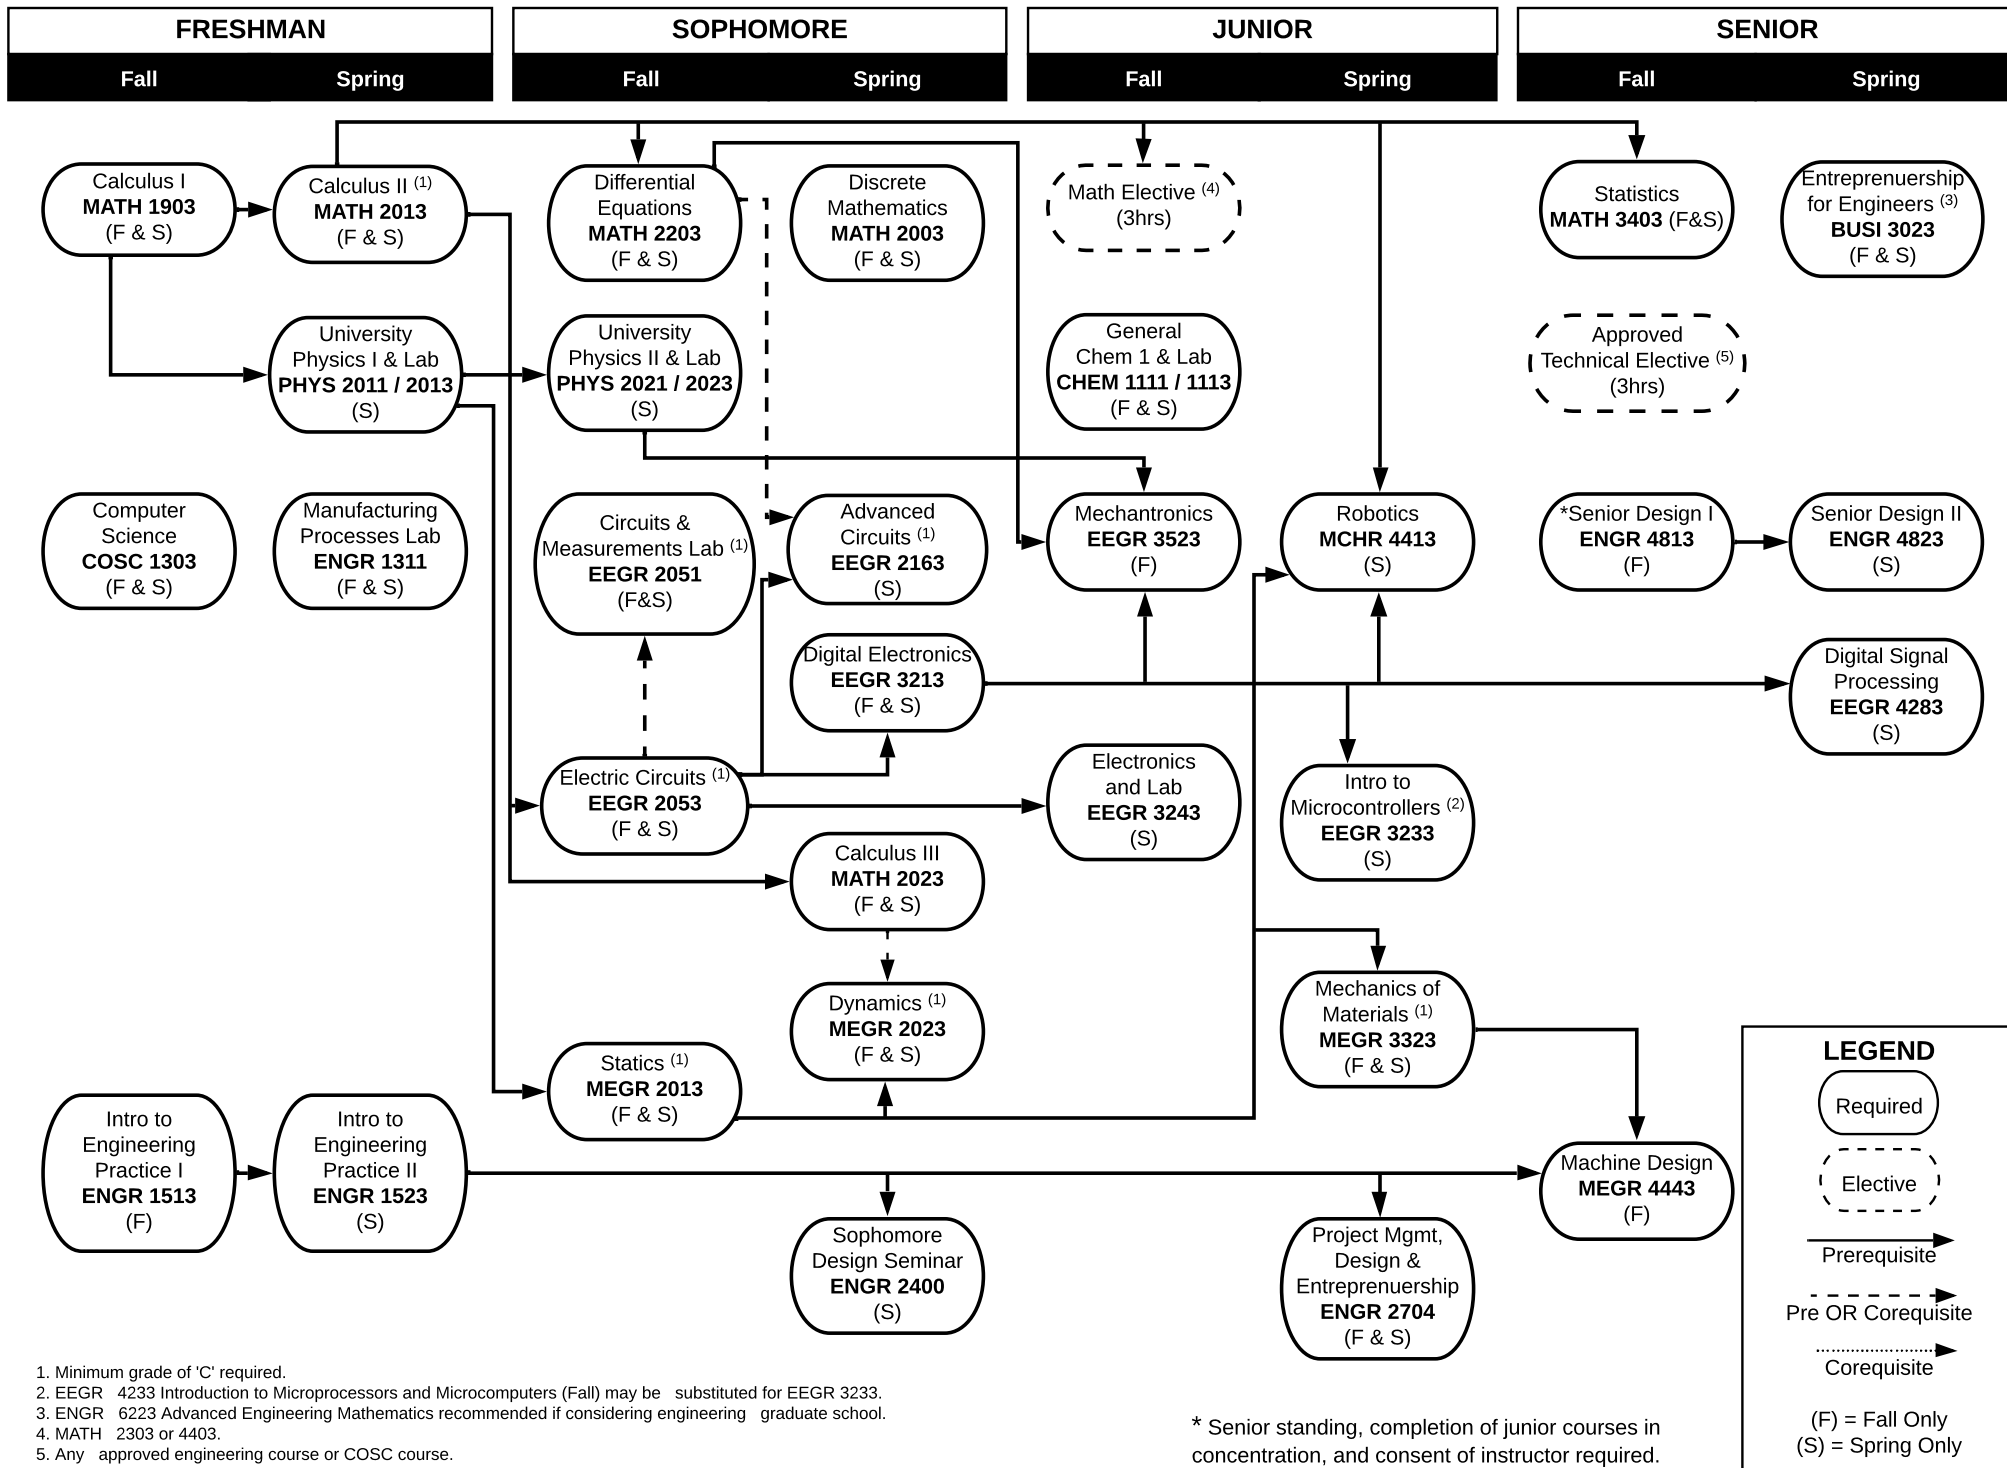 FRESHMAN
Fall
Spring
SOPHOMORE
Fall
Spring
JUNIOR
Fall
Spring
SENIOR
Fall
Spring
Calculus I
MATH 1903
(F & S)
Calculus II (1)
MATH 2013
(F & S)
Differential
Equations
MATH 2203
(F & S)
Discrete
Mathematics
MATH 2003
(F & S)
Math Elective (4)
(3hrs)
Statistics
MATH 3403 (F&S)
Entreprenuership
for Engineers (3)
BUSI 3023
(F & S)
University
Physics I & Lab
PHYS 2011 / 2013
(S)
University
Physics II & Lab
PHYS 2021 / 2023
(S)
General
Chem 1 & Lab
CHEM 1111 / 1113
(F & S)
Approved
Technical Elective (5)
(3hrs)
Computer
Science
COSC 1303
(F & S)
Manufacturing
Processes Lab
ENGR 1311
(F & S)
Circuits &
Measurements Lab (1)
EEGR 2051
(F&S)
Advanced
Circuits (1)
EEGR 2163
(S)
Mechantronics
EEGR 3523
(F)
Robotics
MCHR 4413
(S)
*Senior Design I
ENGR 4813
(F)
Senior Design II
ENGR 4823
(S)
Digital Electronics
EEGR 3213
(F & S)
Digital Signal
Processing
EEGR 4283
(S)
Electric Circuits (1)
EEGR 2053
(F & S)
Electronics
and Lab
EEGR 3243
(S)
Intro to
Microcontrollers (2)
EEGR 3233
(S)
Calculus III
MATH 2023
(F & S)
Dynamics (1)
MEGR 2023
(F & S)
Mechanics of
Materials (1)
MEGR 3323
(F & S)
Statics (1)
MEGR 2013
(F & S)
Intro to
Engineering
Practice I
ENGR 1513
(F)
Intro to
Engineering
Practice II
ENGR 1523
(S)
Machine Design
MEGR 4443
(F)
Sophomore
Design Seminar
ENGR 2400
(S)
Project Mgmt,
Design &
Entreprenuership
ENGR 2704
(F & S)
LEGEND
Required
Elective
Prerequisite
Pre OR Corequisite
Corequisite
(F) = Fall Only
(S) = Spring Only
1. Minimum grade of 'C' required.
2. EEGR 4233 Introduction to Microprocessors and Microcomputers (Fall) may be substituted for EEGR 3233.
3. ENGR 6223 Advanced Engineering Mathematics recommended if considering engineering graduate school.
4. MATH 2303 or 4403.
5. Any approved engineering course or COSC course.
* Senior standing, completion of junior courses in
concentration, and consent of instructor required.